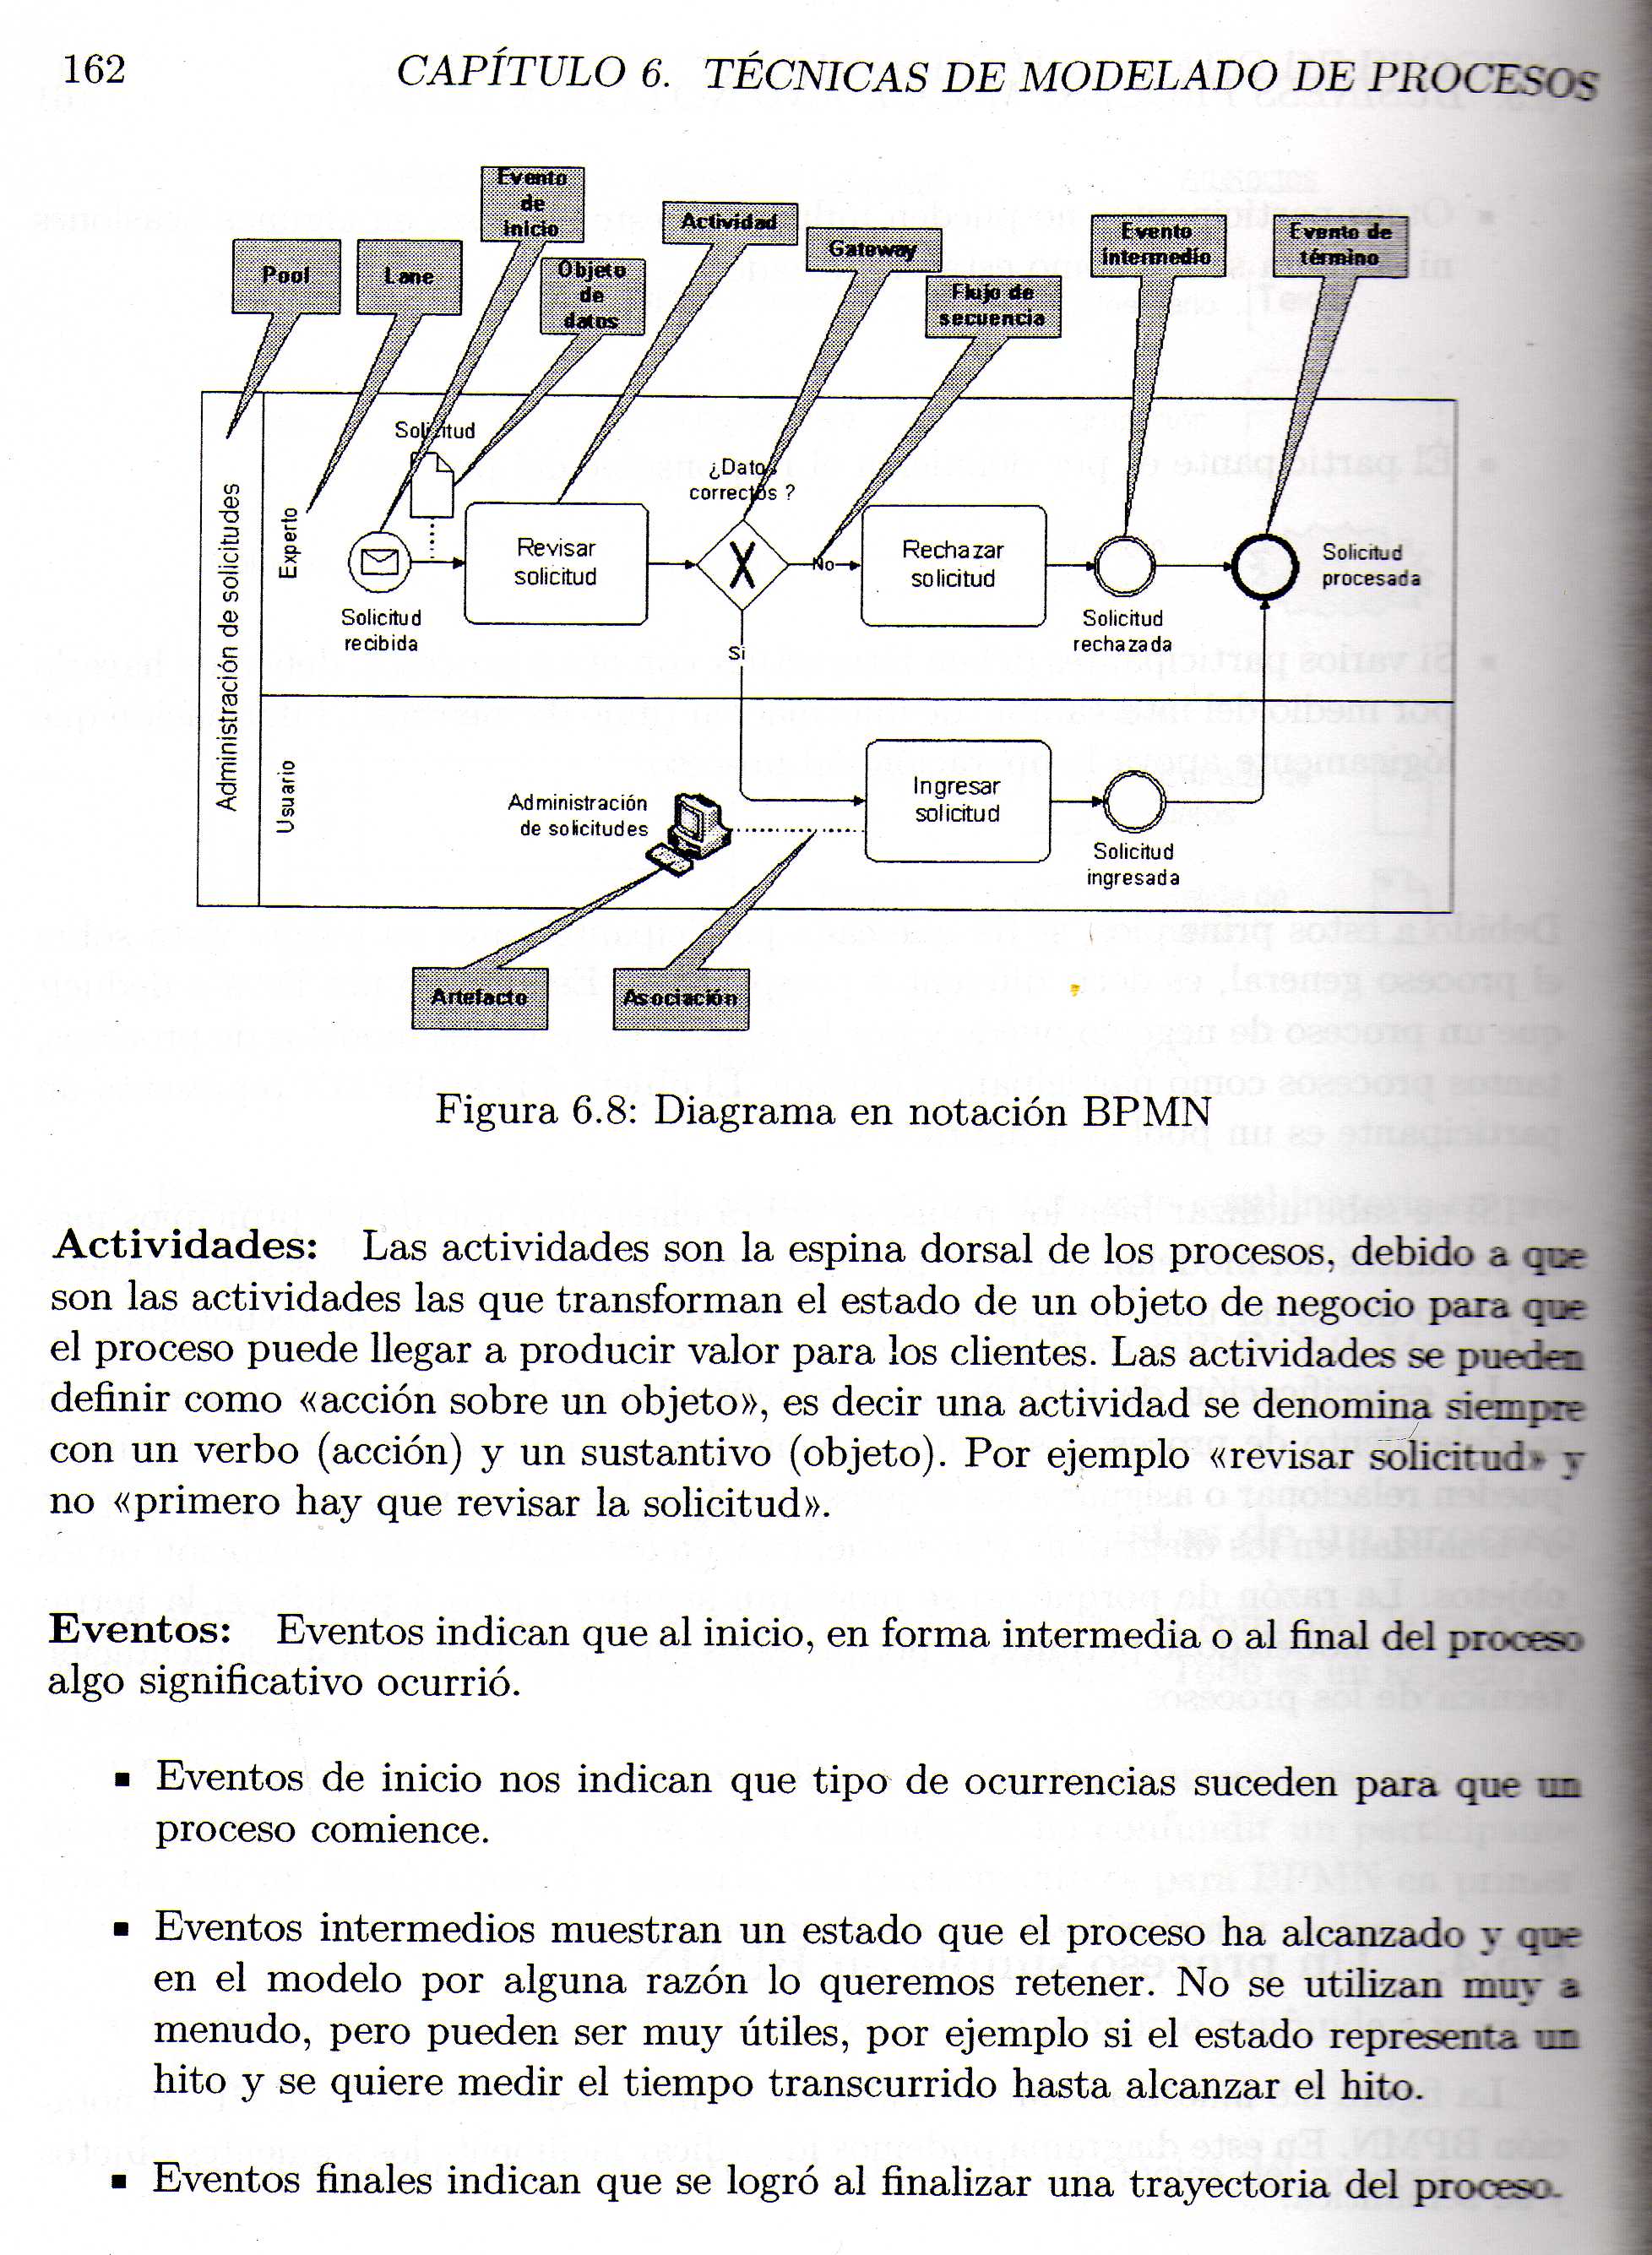 162
CAPÍTULO 6. TÉCNICAS DE MODELADO DE PROCESOS
Evento
de
inicio
Actividad
Gateway
Evento
intermedio
Evento de
término
Pool
Lane
Objeto
de
datos
Flujo de
secuencia
Solicitud
¿Datos
correctos ?
Administración de solicitudes
Experto
Revisar
solicitud
X
No
Rechazar
solicitud
Solicitud
procesada
Solicitud
recibida
Si
Solicitud
rechazada
Usuario
Administración
de solicitudes
Ingresar
solicitud
Solicitud
ingresada
Artefacto
Asociación
Figura 6.8: Diagrama en notación BPMN
Actividades: Las actividades son la espina dorsal de los procesos, debido a que
son las actividades las que transforman el estado de un objeto de negocio para que
el proceso puede llegar a producir valor para los clientes. Las actividades se pueden
definir como «acción sobre un objeto», es decir una actividad se denomina siempre
con un verbo (acción) y un sustantivo (objeto). Por ejemplo «revisar solicitud» y
no «primero hay que revisar la solicitud».
Eventos: Eventos indican que al inicio, en forma intermedia o al final del proceso
algo significativo ocurrió.
▪ Eventos de inicio nos indican que tipo de ocurrencias suceden para que un
proceso comience.
▪ Eventos intermedios muestran un estado que el proceso ha alcanzado y que
en el modelo por alguna razón lo queremos retener. No se utilizan muy a
menudo, pero pueden ser muy útiles, por ejemplo si el estado representa un
hito y se quiere medir el tiempo transcurrido hasta alcanzar el hito.
▪ Eventos finales indican que se logró al finalizar una trayectoria del proceso.